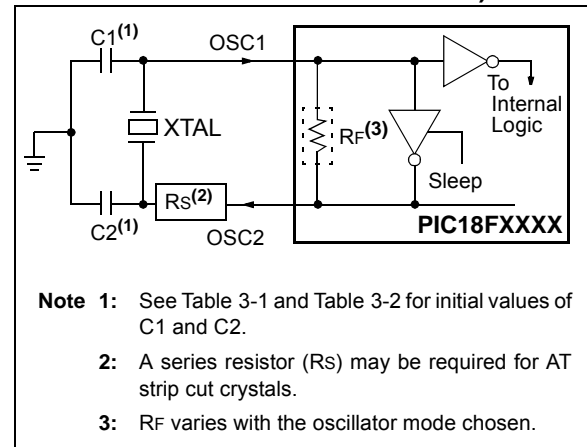 C1(1)
OSC1
To
Internal
Logic
XTAL
RF(3)
Sleep
C2(1)
RS(2)
OSC2
PIC18FXXXX
Note 1: See Table 3-1 and Table 3-2 for initial values of
C1 and C2.
2: A series resistor (RS) may be required for AT
strip cut crystals.
3: RF varies with the oscillator mode chosen.